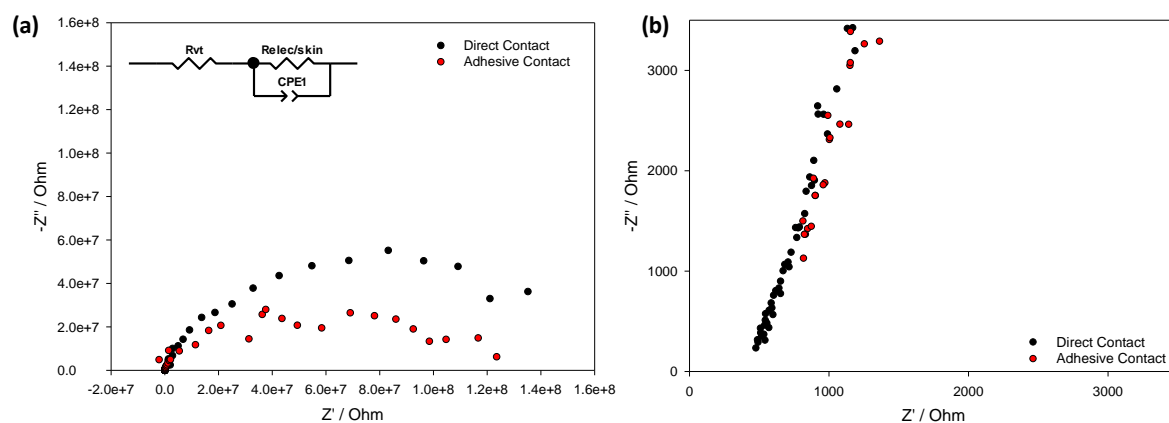 (a)
1.6e+8
1.4e+8
1.2e+8
1.0e+8
8.0e+7
6.0e+7
4.0e+7
2.0e+7
0.0
-Z'' / Ohm
Rvt
Relec/skin
CPE1
Direct Contact
Adhesive Contact
-2.0e+7 0.0 2.0e+7 4.0e+7 6.0e+7 8.0e+7 1.0e+8 1.2e+8 1.4e+8 1.6e+8
Z' / Ohm
(b)
3000
2000
1000
0
-Z'' / Ohm
Direct Contact
Adhesive Contact
0 1000 2000 3000
Z' / Ohm